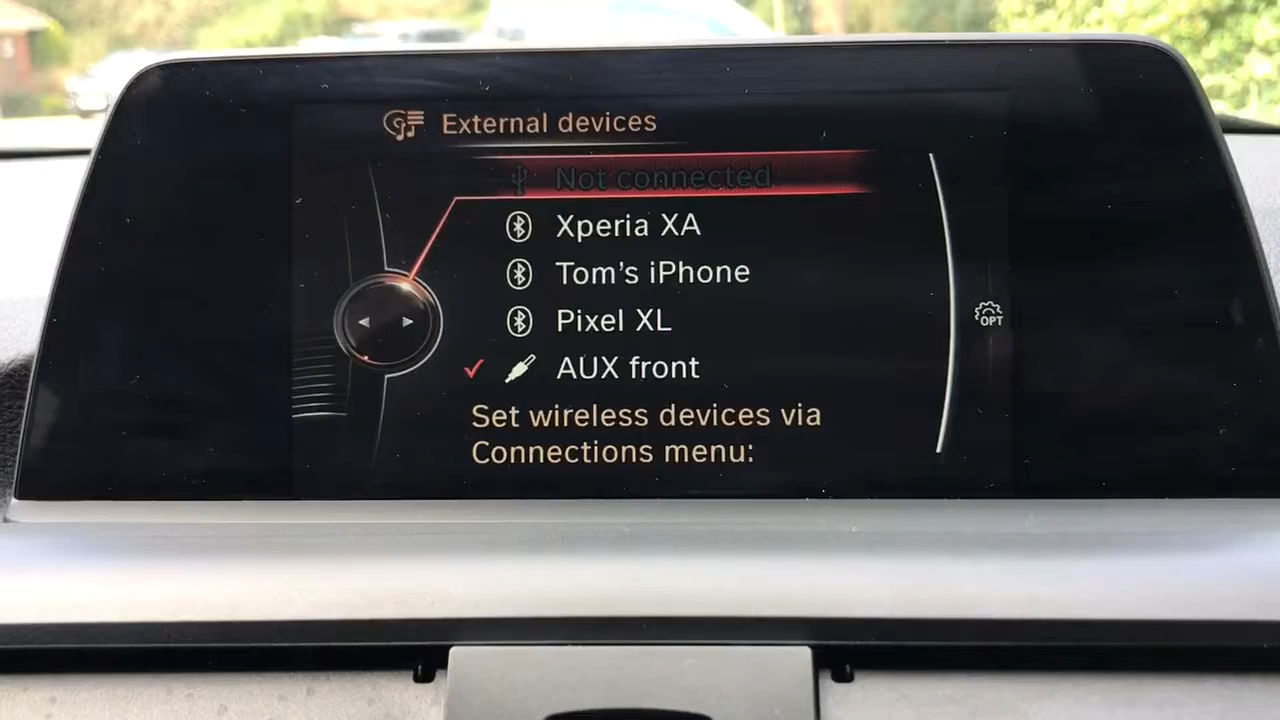 External devices
Not connected
Xperia XA
Tom's iPhone
Pixel XL
AUX front
OPT
Set wireless devices via
Connections menu: